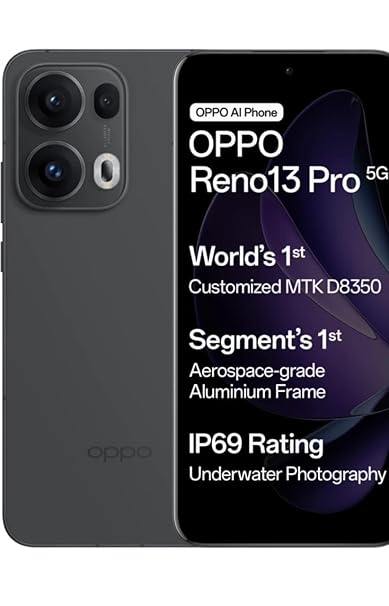 OPPO AI Phone
OPPO
Reno13 Pro 5G
World's 1st
Customized MTK D8350
Segment's 1st
Aerospace-grade
Aluminium Frame
IP69 Rating
Underwater Photography
oppo